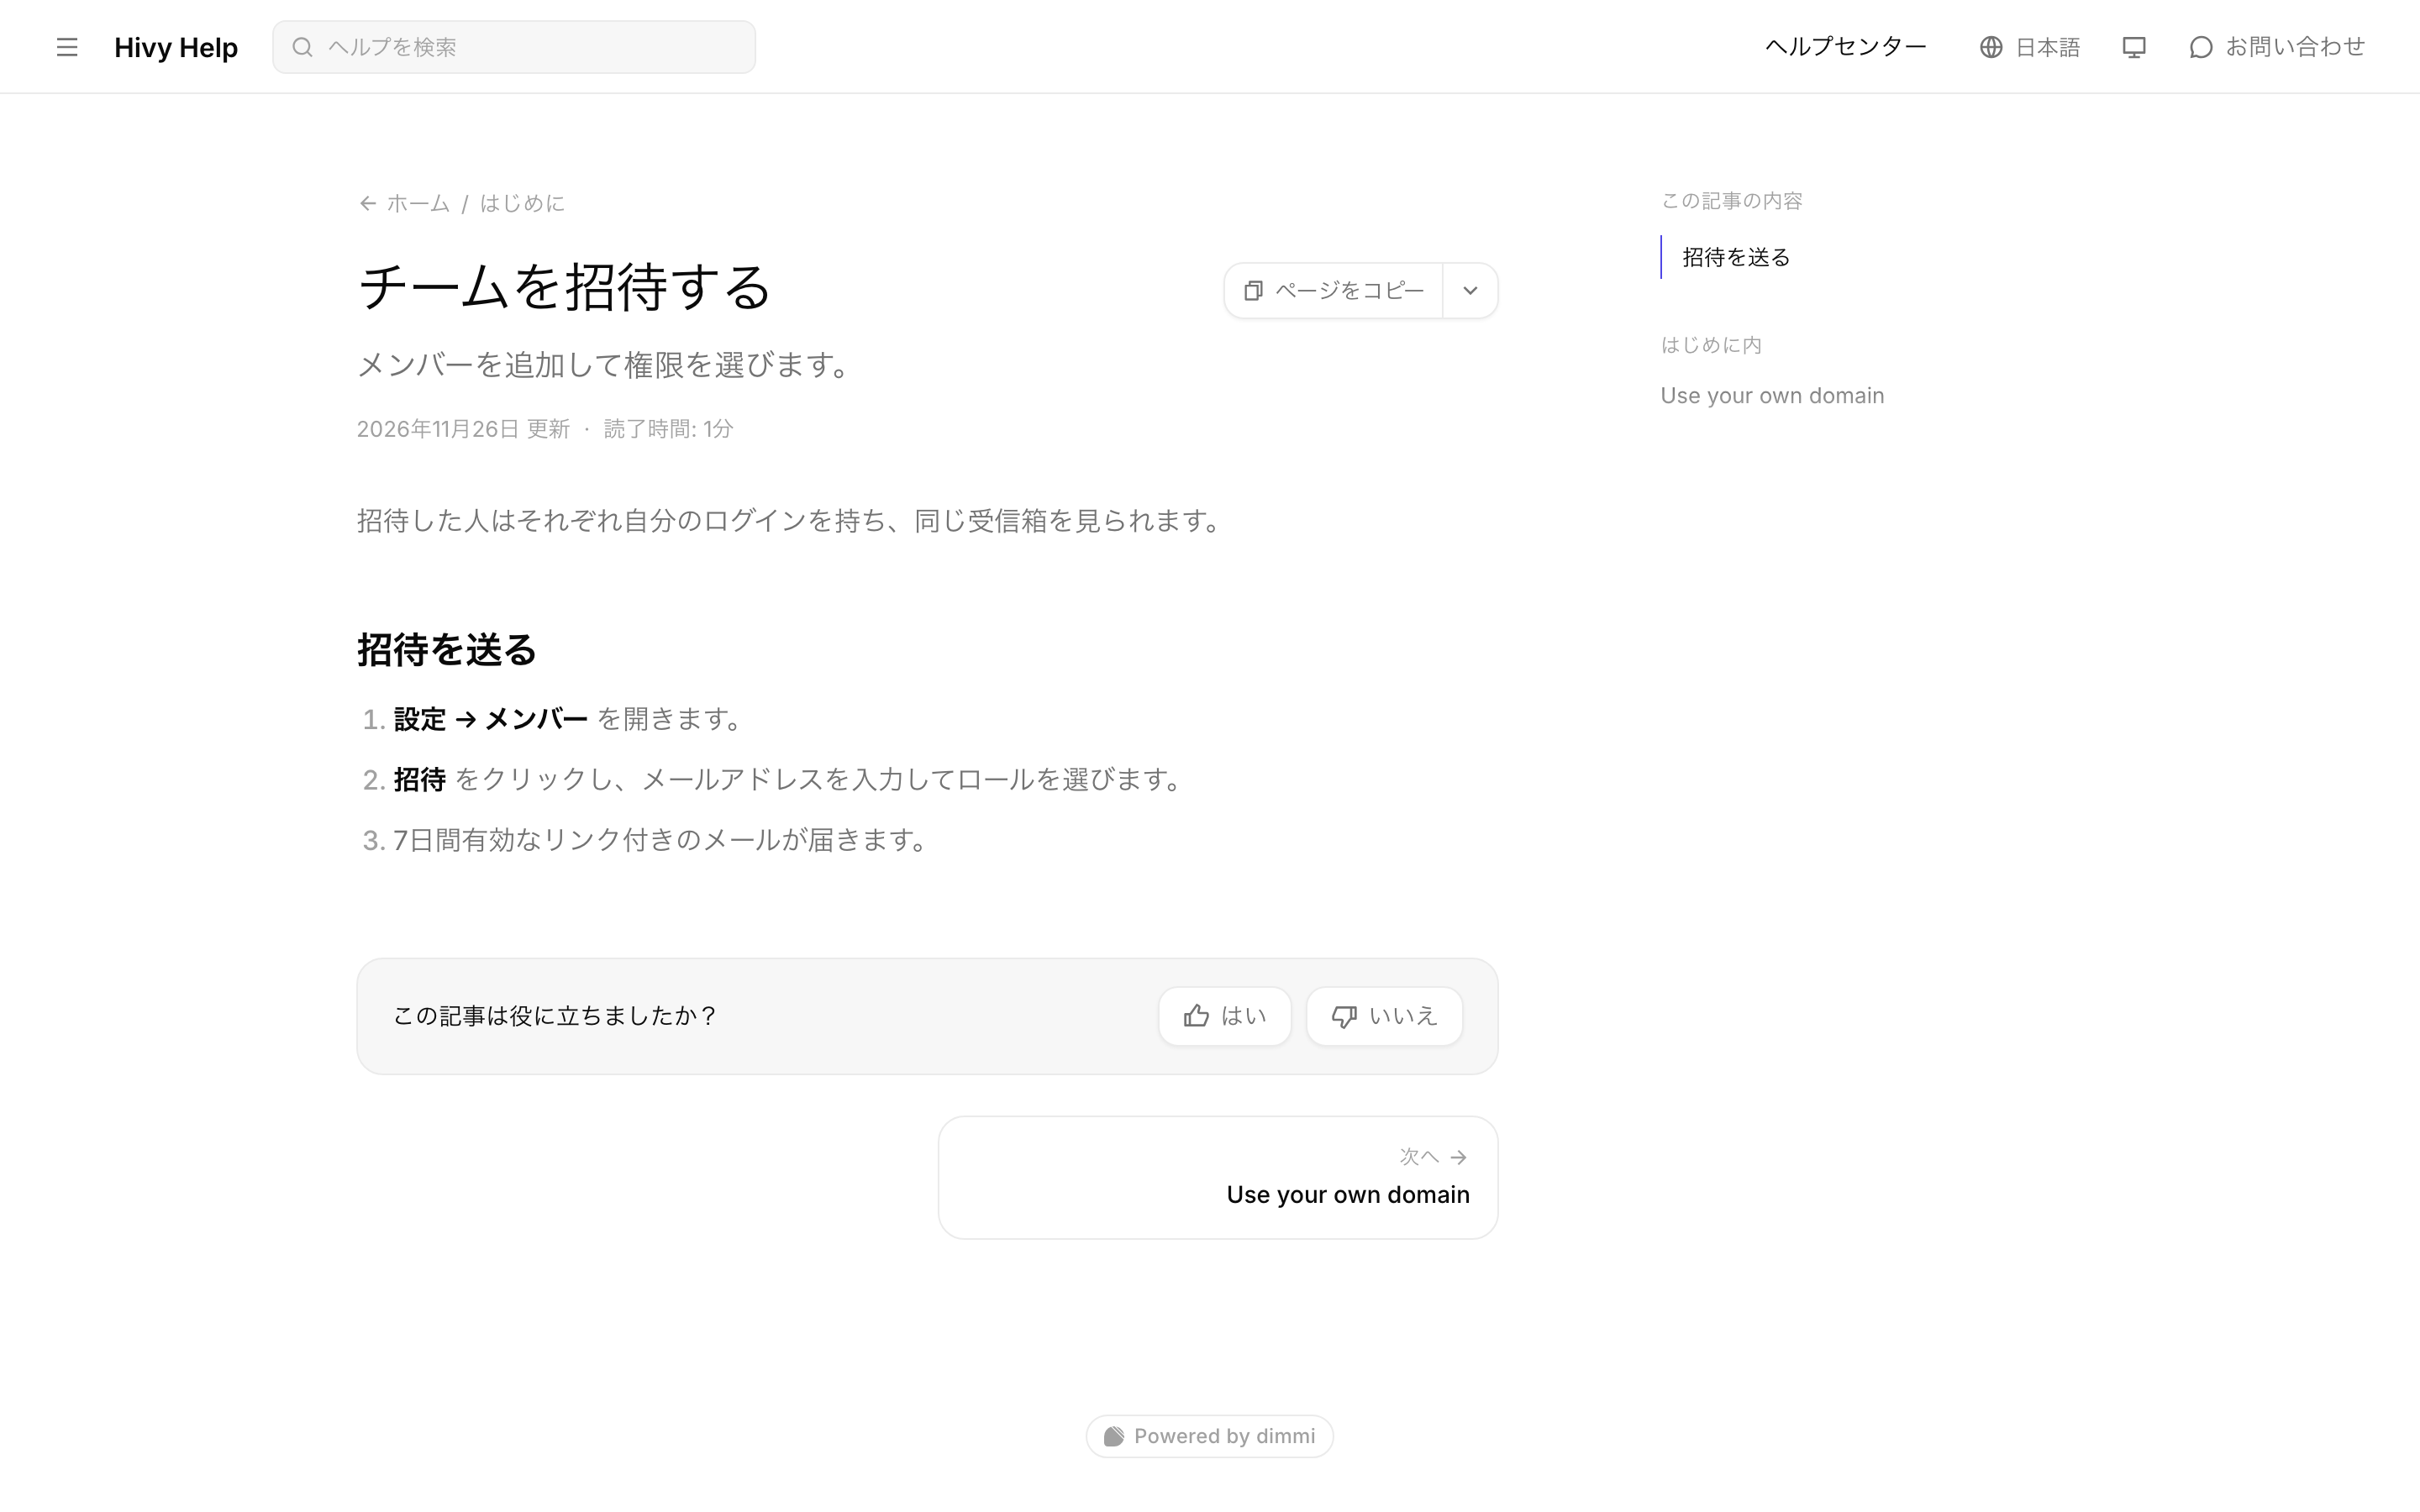 Hivy Help
ヘルプを検索
ヘルプセンター
日本語
お問い合わせ
ホーム / はじめに
チームを招待する
ページをコピー
メンバーを追加して権限を選びます。
2026年11月26日 更新 · 読了時間: 1分
招待した人はそれぞれ自分のログインを持ち、同じ受信箱を見られます。
招待を送る
1. 設定 → メンバー を開きます。
2. 招待 をクリックし、メールアドレスを入力してロールを選びます。
3. 7日間有効なリンク付きのメールが届きます。
この記事は役に立ちましたか？
はい
いいえ
次へ →
Use your own domain
この記事の内容
招待を送る
はじめに内
Use your own domain
Powered by dimmi